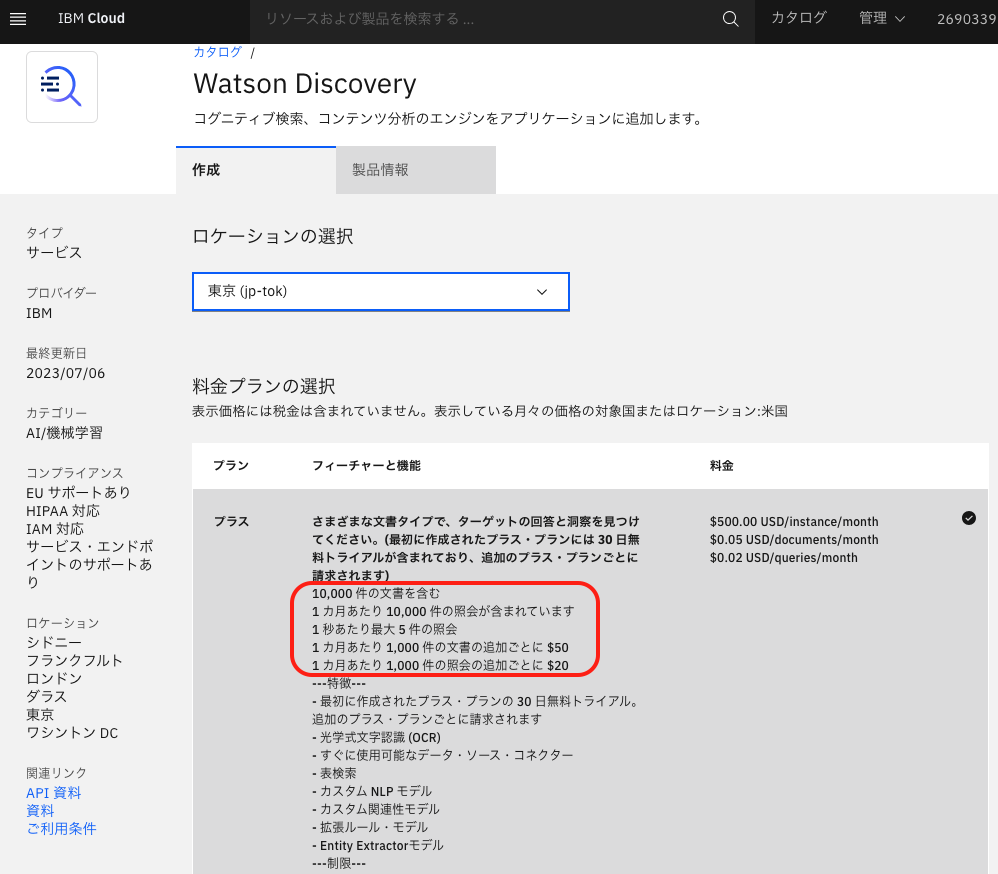 IBM Cloud
リソースおよび製品を検索する ...
カタログ
管理
2690339
カタログ /
Watson Discovery
コグニティブ検索、コンテンツ分析のエンジンをアプリケーションに追加します。
作成
製品情報
タイプ
サービス
プロバイダー
IBM
最終更新日
2023/07/06
カテゴリー
AI/機械学習
コンプライアンス
EU サポートあり
HIPAA 対応
IAM 対応
サービス・エンドポ
イントのサポートあ
り
ロケーション
シドニー
フランクフルト
ロンドン
ダラス
東京
ワシントン DC
関連リンク
API 資料
資料
ご利用条件
ロケーションの選択
東京 (jp-tok)
料金プランの選択
表示価格には税金は含まれていません。表示している月々の価格の対象国またはロケーション:米国
プラン
フィーチャーと機能
料金
プラス
さまざまな文書タイプで、ターゲットの回答と洞察を見つけ
てください。(最初に作成されたプラス・プランには 30 日無
料トライアルが含まれており、追加のプラス・プランごとに
請求されます)
10,000 件の文書を含む
1 カ月あたり 10,000 件の照会が含まれています
1 秒あたり最大 5 件の照会
1 カ月あたり 1,000 件の文書の追加ごとに $50
1 カ月あたり 1,000 件の照会の追加ごとに $20
---特徴---
- 最初に作成されたプラス・プランの 30 日無料トライアル。
追加のプラス・プランごとに請求されます
- 光学式文字認識 (OCR)
- すぐに使用可能なデータ・ソース・コネクター
- 表検索
- カスタム NLP モデル
- カスタム関連性モデル
- 拡張ルール・モデル
- Entity Extractorモデル
---制限---
$500.00 USD/instance/month
$0.05 USD/documents/month
$0.02 USD/queries/month